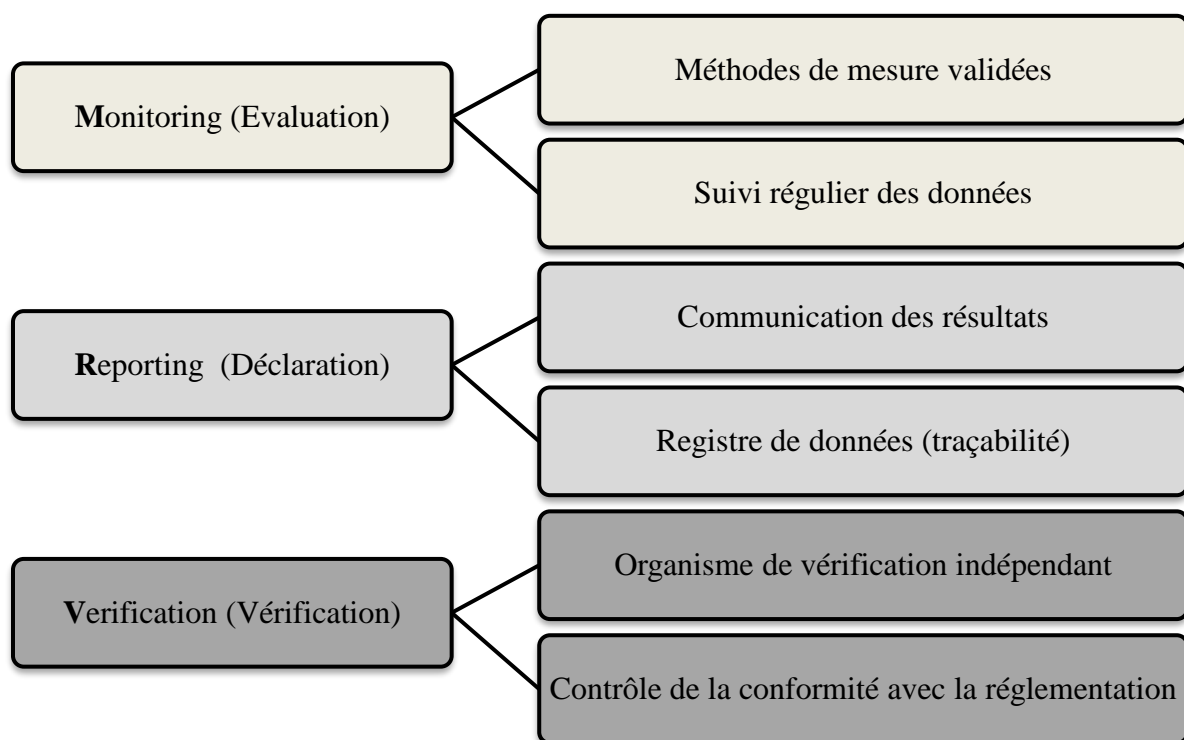 Monitoring (Evaluation)
Méthodes de mesure validées
Suivi régulier des données
Reporting (Déclaration)
Communication des résultats
Registre de données (traçabilité)
Verification (Vérification)
Organisme de vérification indépendant
Contrôle de la conformité avec la réglementation